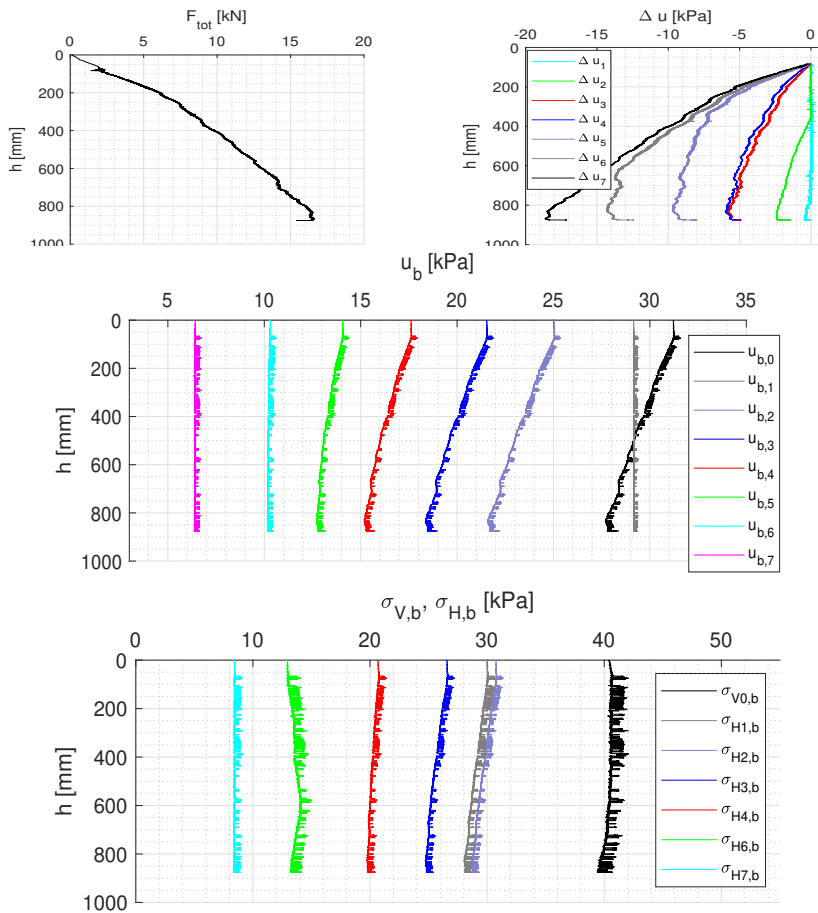 F_tot [kN]
0 5 10 15 20
0
200
400
600
800
1000
h [mm]
Δ u [kPa]
-20 -15 -10 -5 0
0
200
400
600
800
1000
h [mm]
Δ u_1
Δ u_2
Δ u_3
Δ u_4
Δ u_5
Δ u_6
Δ u_7
u_b [kPa]
5 10 15 20 25 30 35
0
200
400
600
800
1000
h [mm]
u_b,0
u_b,1
u_b,2
u_b,3
u_b,4
u_b,5
u_b,6
u_b,7
σ_V,b, σ_H,b [kPa]
0 10 20 30 40 50
0
200
400
600
800
1000
h [mm]
σ_V0,b
σ_H1,b
σ_H2,b
σ_H3,b
σ_H4,b
σ_H6,b
σ_H7,b